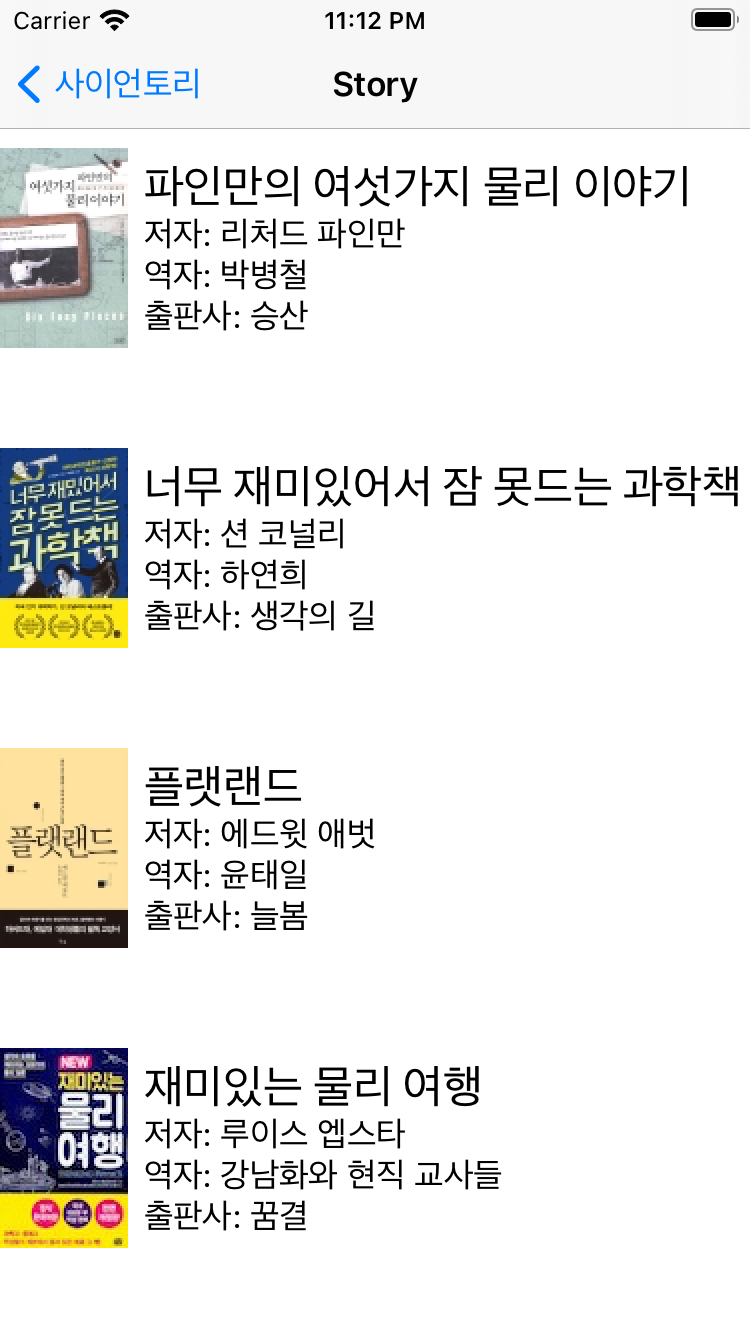 Carrier 11:12 PM
사이언토리 Story
파인만의
여섯가지
물리이야기
Six Easy Pieces
파인만의 여섯가지 물리 이야기
저자: 리처드 파인만
역자: 박병철
출판사: 승산
너무 재밌어서
잠 못 드는
과학책
너무 재미있어서 잠 못드는 과학책
저자: 션 코널리
역자: 하연희
출판사: 생각의 길
플랫랜드
플랫랜드
저자: 에드윗 애벗
역자: 윤태일
출판사: 늘봄
NEW
재미있는
물리
여행
재미있는 물리 여행
저자: 루이스 엡스타
역자: 강남화와 현직 교사들
출판사: 꿈결